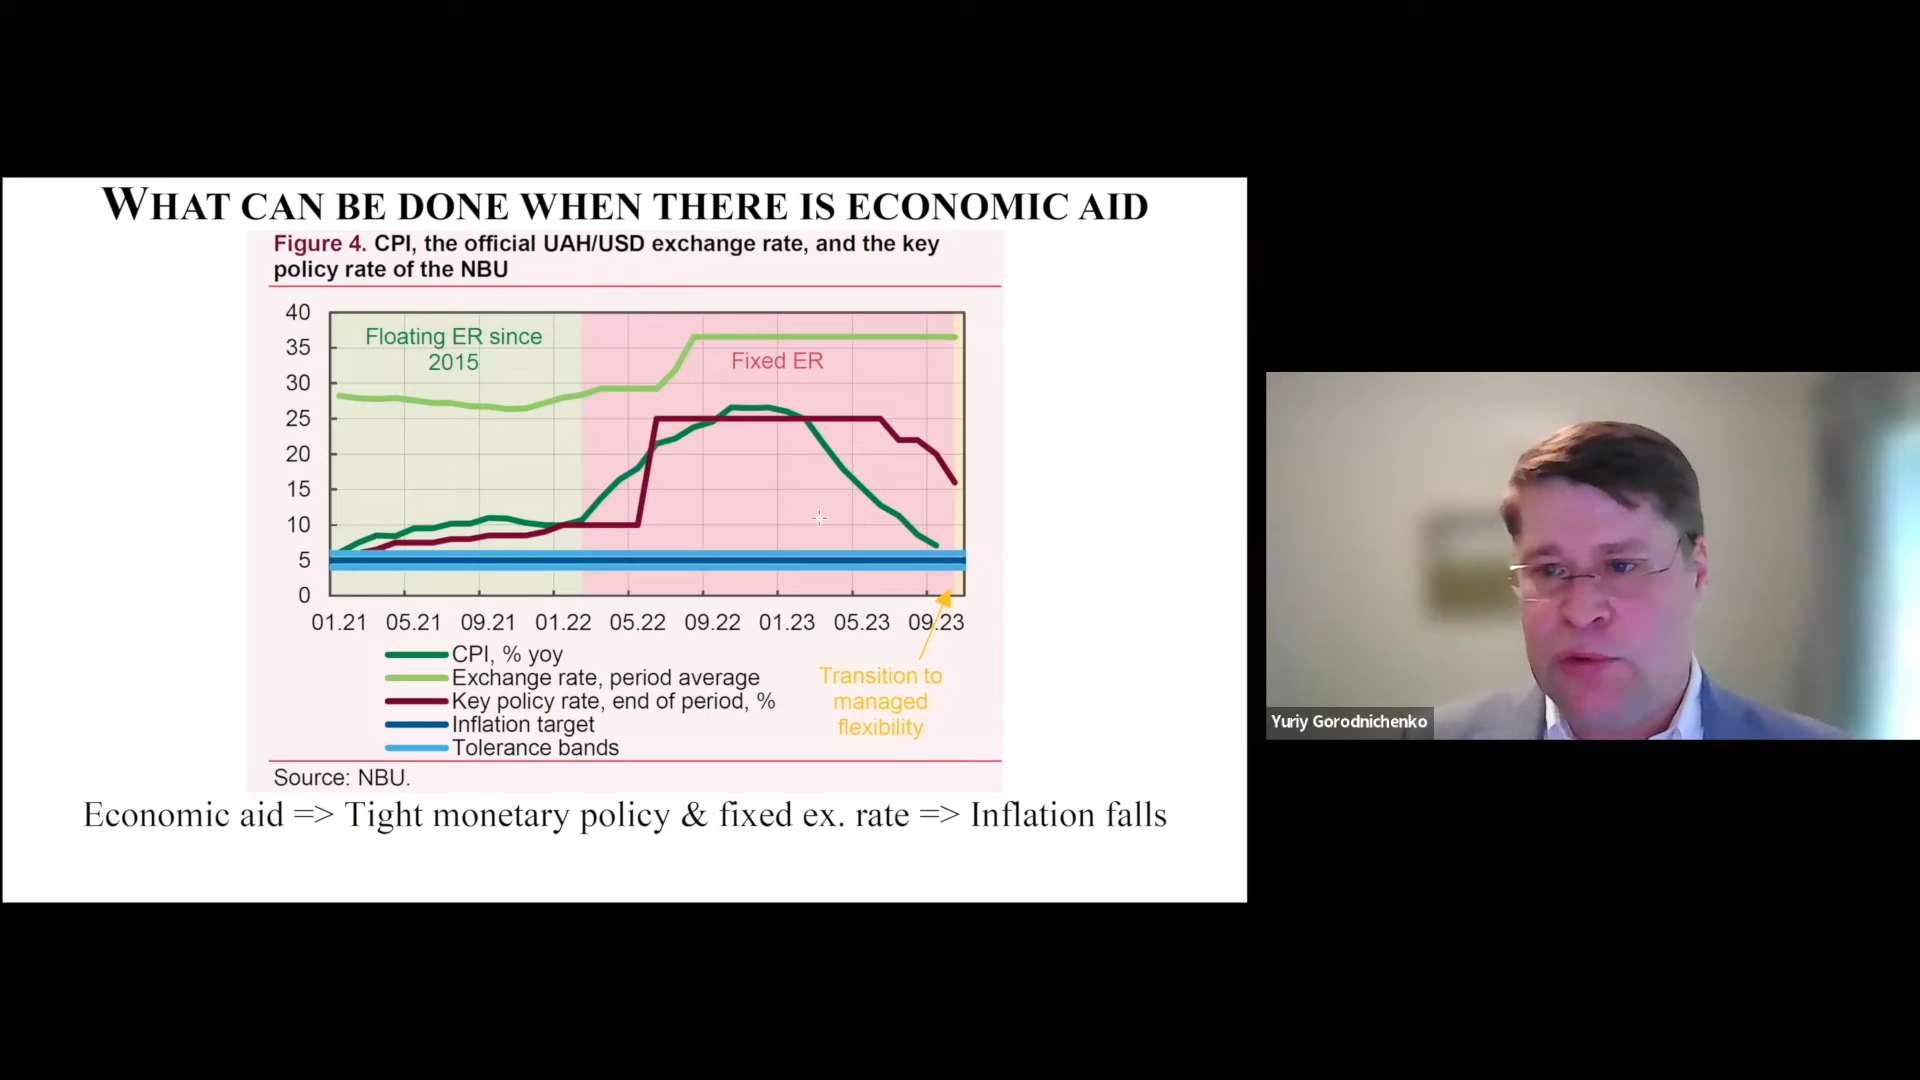 WHAT CAN BE DONE WHEN THERE IS ECONOMIC AID
Figure 4. CPI, the official UAH/USD exchange rate, and the key
policy rate of the NBU
40
35
30
25
20
15
10
5
0
Floating ER since
2015
Fixed ER
01.21 05.21 09.21 01.22 05.22 09.22 01.23 05.23 09.23
CPI, % yoy
Exchange rate, period average
Key policy rate, end of period, %
Inflation target
Tolerance bands
Transition to
managed
flexibility
Source: NBU.
Economic aid => Tight monetary policy & fixed ex. rate => Inflation falls
Yuriy Gorodnichenko